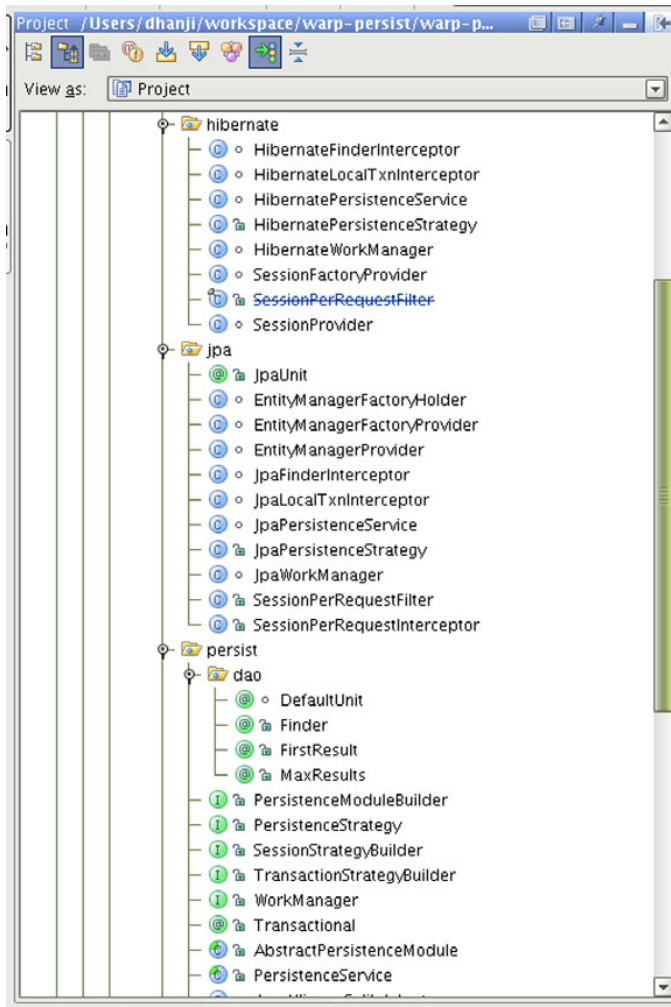 Project /Users/dhanji/workspace/warp-persist/warp-p...
View as: Project
hibernate
HibernateFinderInterceptor
HibernateLocalTxnInterceptor
HibernatePersistenceService
HibernatePersistenceStrategy
HibernateWorkManager
SessionFactoryProvider
SessionPerRequestFilter
SessionProvider
jpa
JpaUnit
EntityManagerFactoryHolder
EntityManagerFactoryProvider
EntityManagerProvider
JpaFinderInterceptor
JpaLocalTxnInterceptor
JpaPersistenceService
JpaPersistenceStrategy
JpaWorkManager
SessionPerRequestFilter
SessionPerRequestInterceptor
persist
dao
DefaultUnit
Finder
FirstResult
MaxResults
PersistenceModuleBuilder
PersistenceStrategy
SessionStrategyBuilder
TransactionStrategyBuilder
WorkManager
Transactional
AbstractPersistenceModule
PersistenceService